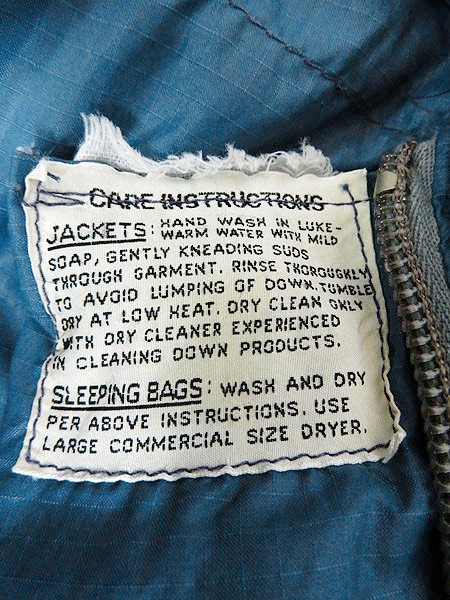 CARE INSTRUCTIONS
JACKETS: HAND WASH IN LUKE-
WARM WATER WITH MILD
SOAP, GENTLY KNEADING SUDS
THROUGH GARMENT. RINSE THOROUGHLY
TO AVOID LUMPING OF DOWN. TUMBLE
DRY AT LOW HEAT. DRY CLEAN ONLY
WITH DRY CLEANER EXPERIENCED
IN CLEANING DOWN PRODUCTS.
SLEEPING BAGS: WASH AND DRY
PER ABOVE INSTRUCTIONS. USE
LARGE COMMERCIAL SIZE DRYER.